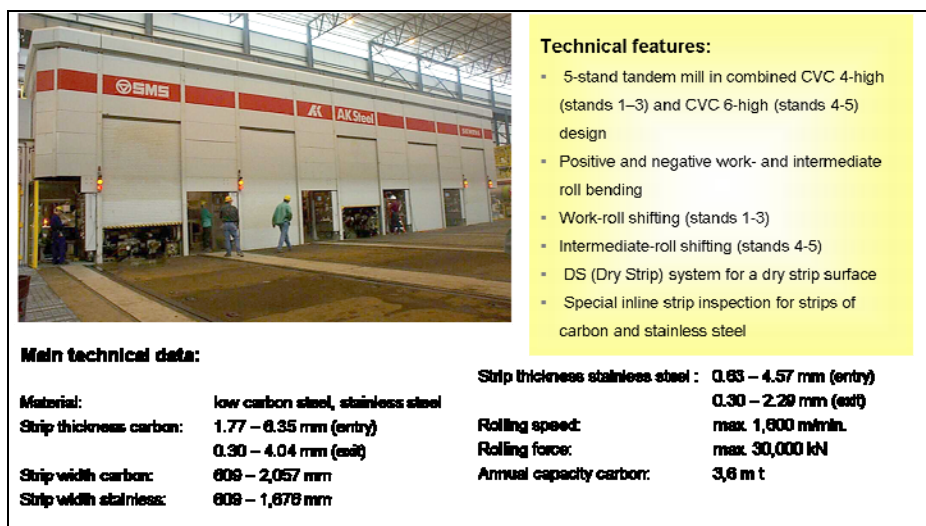 SMS
AK
AK Steel
SIEMENS
Technical features:
▪ 5-stand tandem mill in combined CVC 4-high
(stands 1–3) and CVC 6-high (stands 4-5)
design
▪ Positive and negative work- and intermediate
roll bending
▪ Work-roll shifting (stands 1-3)
▪ Intermediate-roll shifting (stands 4-5)
▪ DS (Dry Strip) system for a dry strip surface
▪ Special inline strip inspection for strips of
carbon and stainless steel
Main technical data:
Material: low carbon steel, stainless steel
Strip thickness carbon: 1.77 – 6.35 mm (entry)
0.30 – 4.04 mm (exit)
Strip width carbon: 609 – 2,057 mm
Strip width stainless: 609 – 1,676 mm
Strip thickness stainless steel : 0.63 – 4.57 mm (entry)
0.30 – 2.29 mm (exit)
Rolling speed: max. 1,600 m/min.
Rolling force: max. 30,000 kN
Annual capacity carbon: 3,6 m t